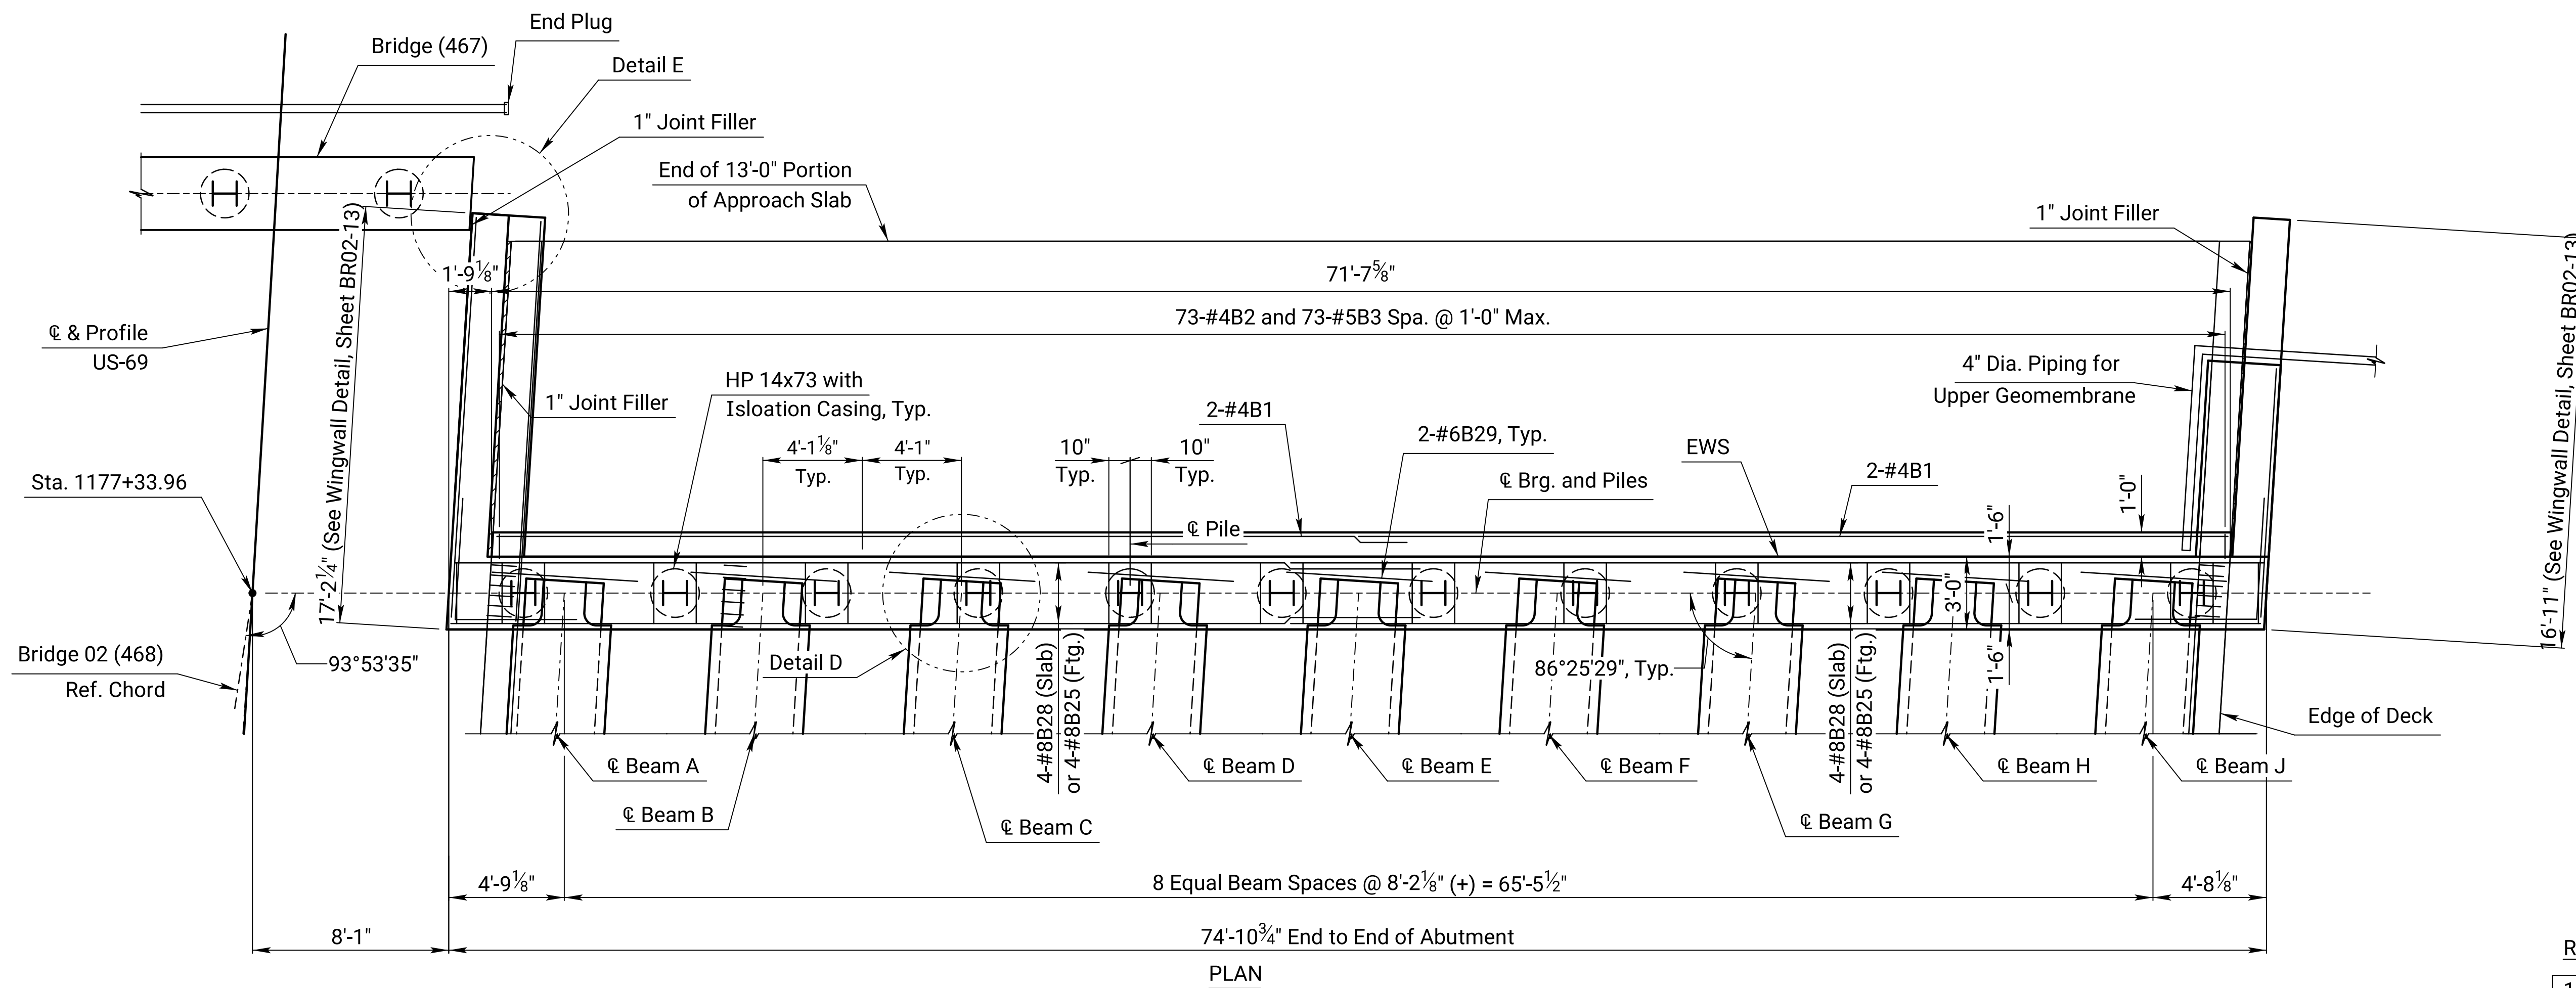 End Plug
Bridge (467)
Detail E
1" Joint Filler
End of 13'-0" Portion
of Approach Slab
1" Joint Filler
1'-9⅛"
71'-7⅝"
73-#4B2 and 73-#5B3 Spa. @ 1'-0" Max.
℄ & Profile
US-69
17'-2¼" (See Wingwall Detail, Sheet BR02-13)
16'-11" (See Wingwall Detail, Sheet BR02-13)
4" Dia. Piping for
Upper Geomembrane
HP 14x73 with
Isloation Casing, Typ.
1" Joint Filler
2-#4B1
2-#6B29, Typ.
4'-1⅛"
Typ.
4'-1"
Typ.
10"
Typ.
10"
Typ.
EWS
℄ Brg. and Piles
2-#4B1
Sta. 1177+33.96
1'-0"
1'-6"
℄ Pile
3'-0"
Bridge 02 (468)
Ref. Chord
93°53'35"
Detail D
4-#8B28 (Slab)
or 4-#8B25 (Ftg.)
86°25'29", Typ.
4-#8B28 (Slab)
or 4-#8B25 (Ftg.)
1'-6"
Edge of Deck
℄ Beam A
℄ Beam B
℄ Beam C
℄ Beam D
℄ Beam E
℄ Beam F
℄ Beam G
℄ Beam H
℄ Beam J
4'-9⅛"
8 Equal Beam Spaces @ 8'-2⅛" (+) = 65'-5½"
4'-8⅛"
8'-1"
74'-10¾" End to End of Abutment
PLAN